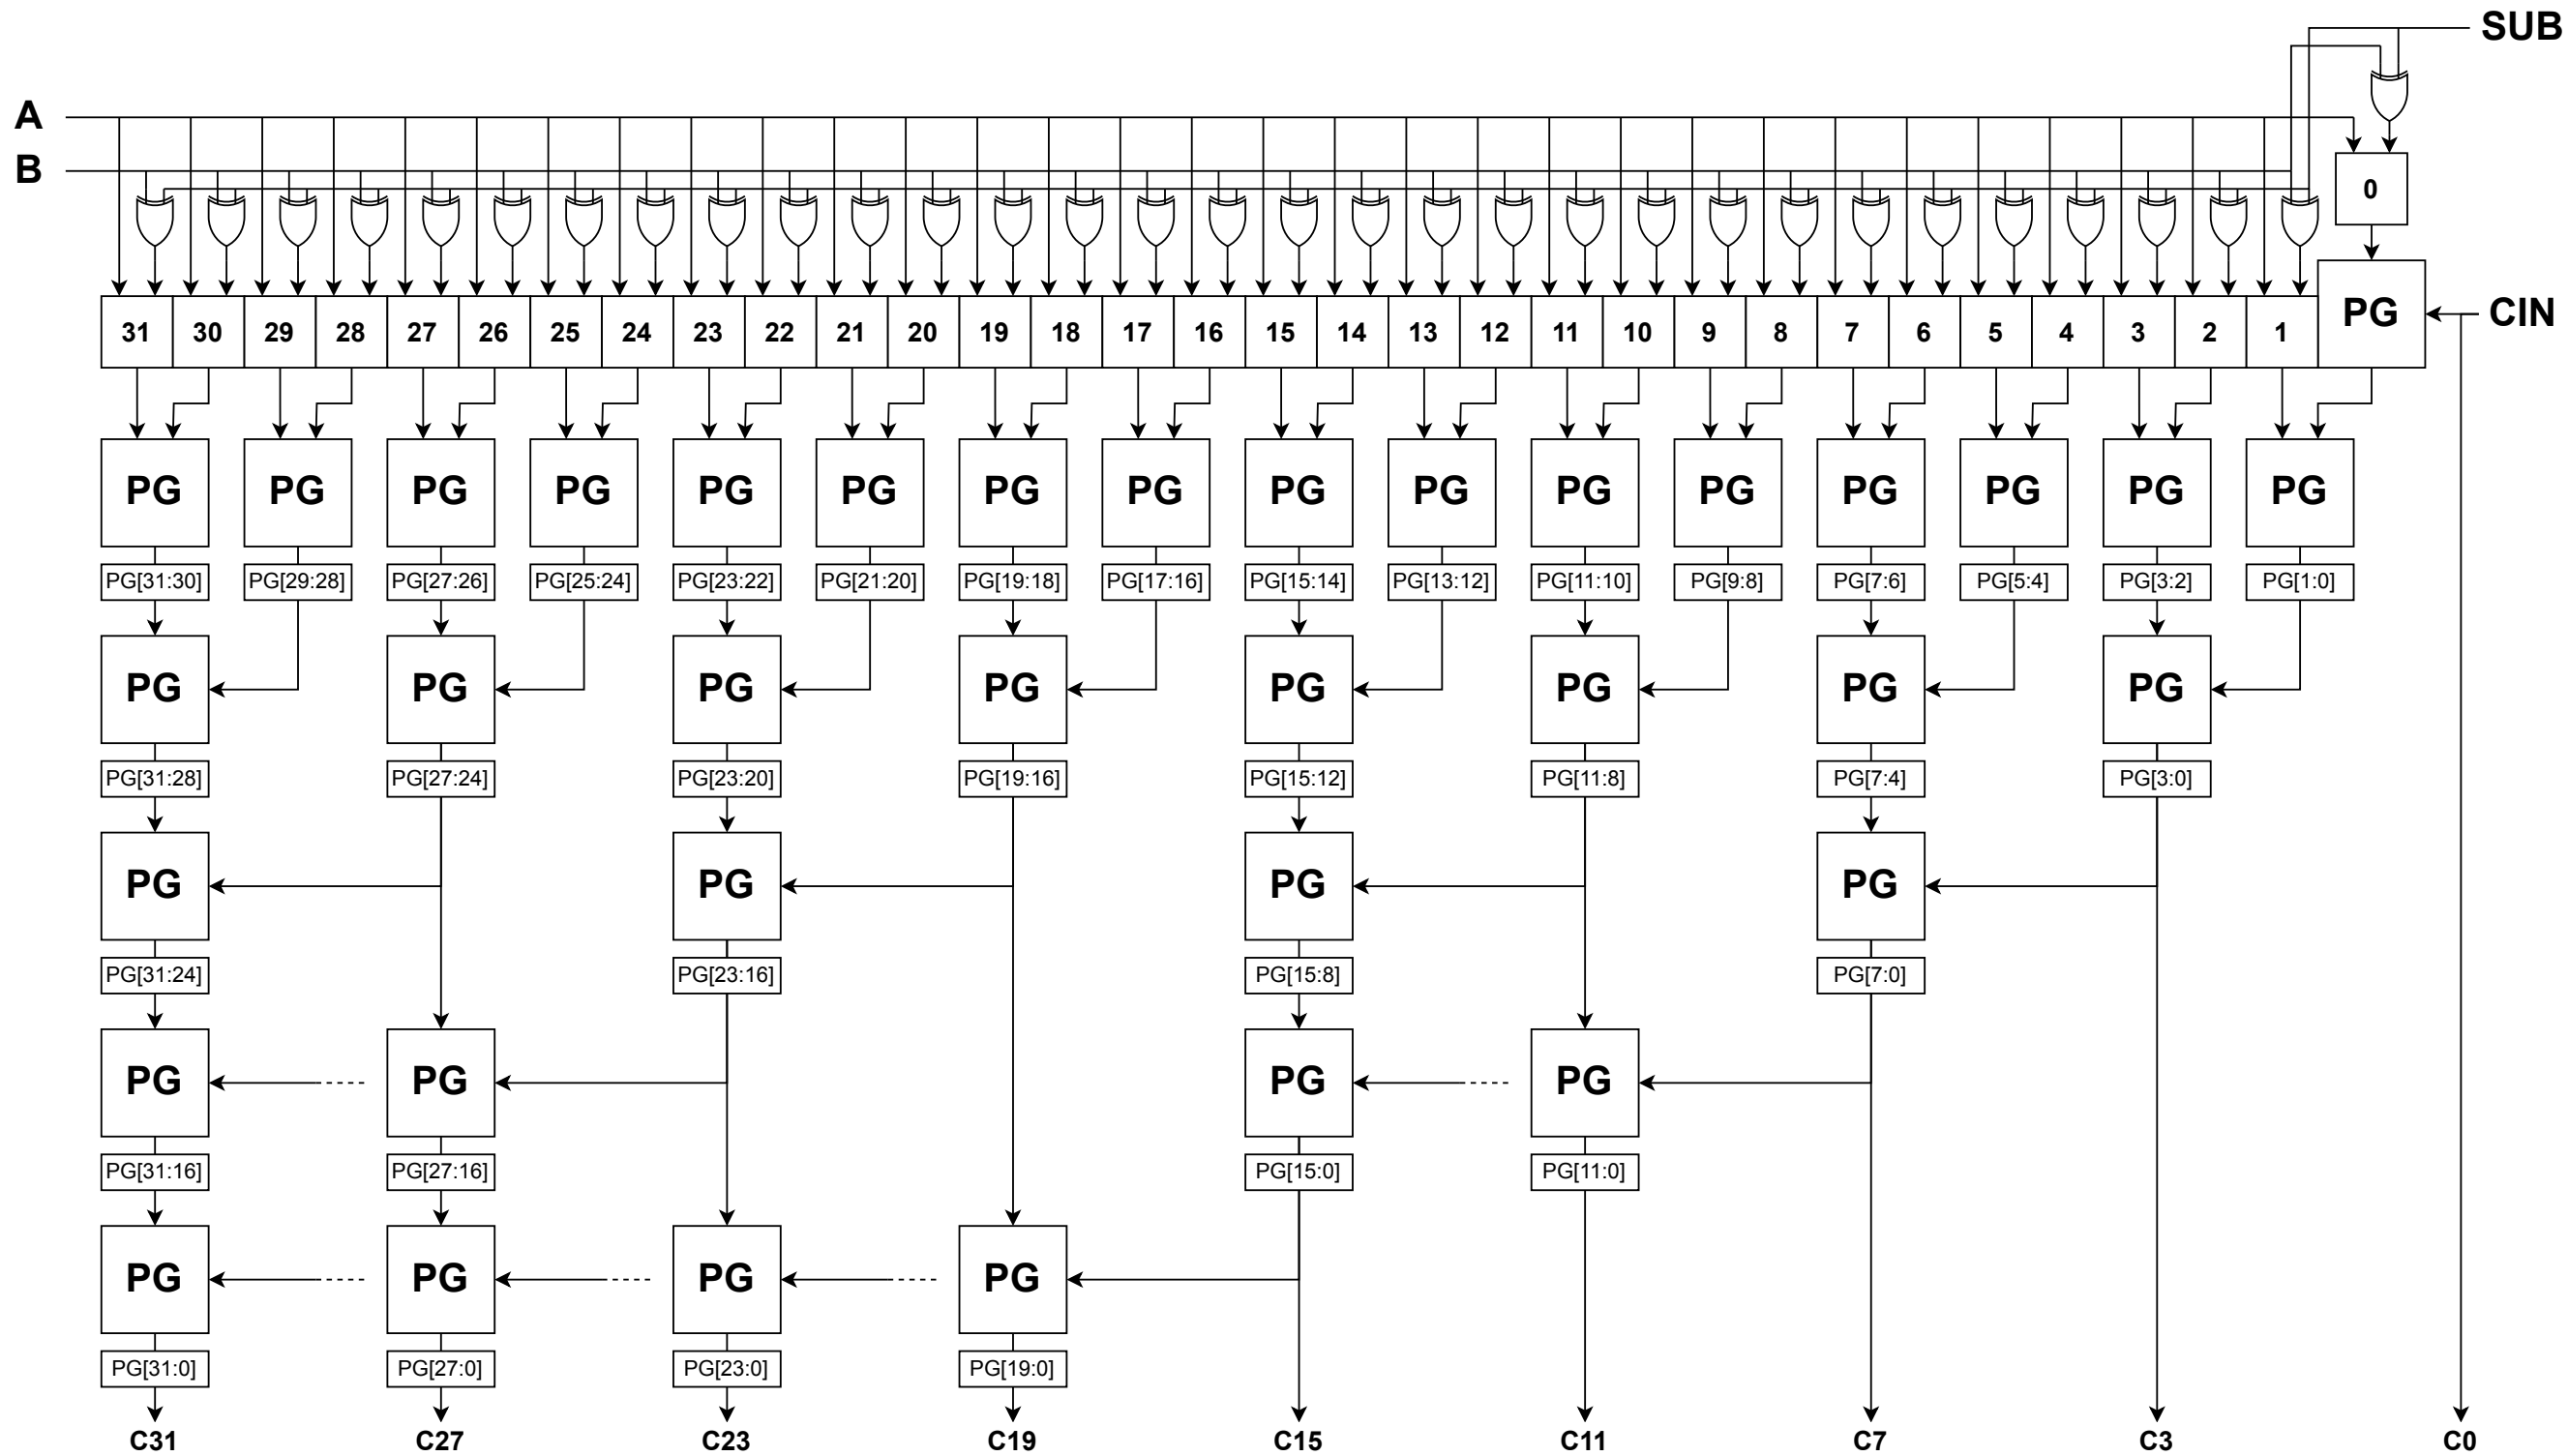 SUB
A
B
0
31 30 29 28 27 26 25 24 23 22 21 20 19 18 17 16 15 14 13 12 11 10 9 8 7 6 5 4 3 2 1 PG CIN
PG PG PG PG PG PG PG PG PG PG PG PG PG PG PG PG
PG[31:30] PG[29:28] PG[27:26] PG[25:24] PG[23:22] PG[21:20] PG[19:18] PG[17:16] PG[15:14] PG[13:12] PG[11:10] PG[9:8] PG[7:6] PG[5:4] PG[3:2] PG[1:0]
PG PG PG PG PG PG PG PG
PG[31:28] PG[27:24] PG[23:20] PG[19:16] PG[15:12] PG[11:8] PG[7:4] PG[3:0]
PG PG PG PG
PG[31:24] PG[23:16] PG[15:8] PG[7:0]
PG PG PG PG
PG[31:16] PG[27:16] PG[15:0] PG[11:0]
PG PG PG PG
PG[31:0] PG[27:0] PG[23:0] PG[19:0]
C31 C27 C23 C19 C15 C11 C7 C3 C0